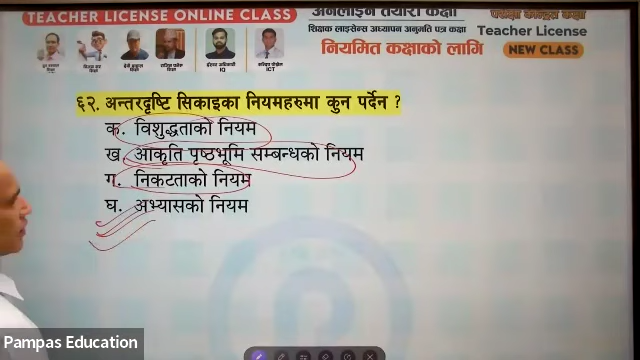 TEACHER LICENSE ONLINE CLASS
अनलाइन तयारी कक्षा
शिक्षक लाइसेन्स अध्यापन अनुमति पत्र कक्षा
Teacher License
नियमित कक्षाको लागि
NEW CLASS
IQ
ICT
६२. अन्तरदृष्टि सिकाइका नियमहरुमा कुन पर्देन ?
क. विशुद्धताको नियम
ख. आकृति पृष्ठभूमि सम्बन्धको नियम
ग. निकटताको नियम
घ. अभ्यासको नियम
Pampas Education